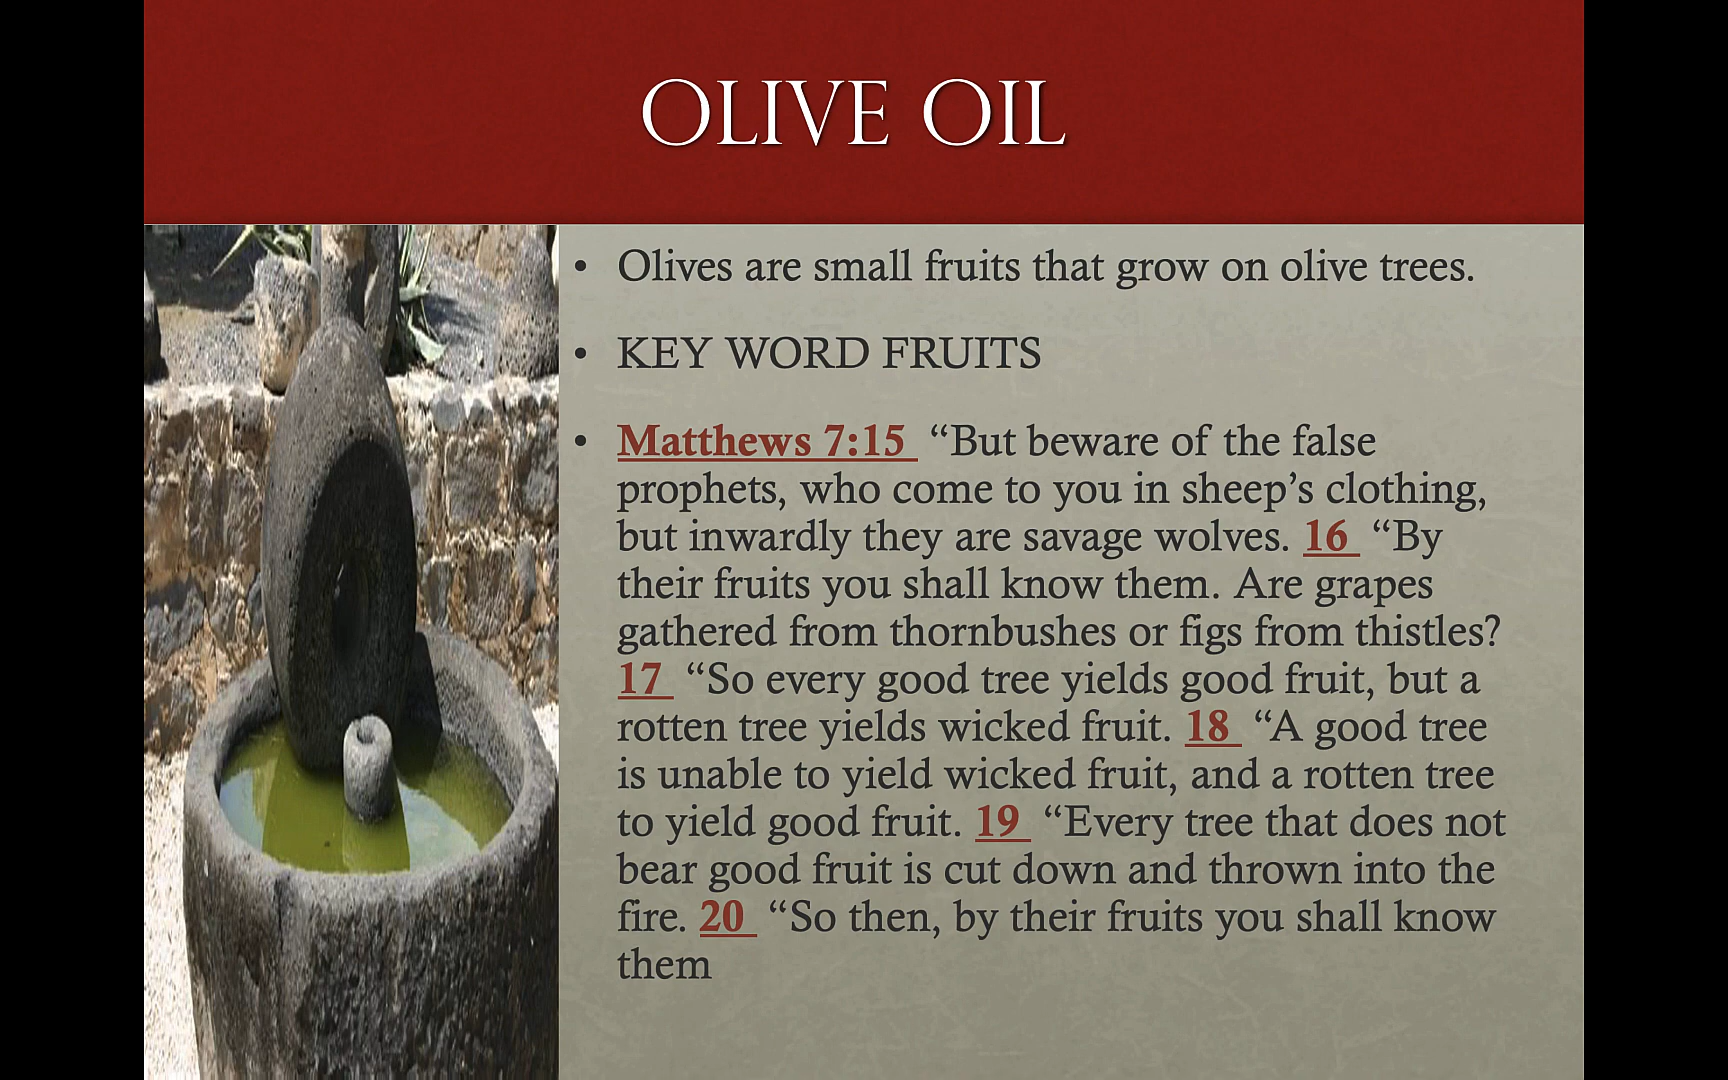 OLIVE OIL
• Olives are small fruits that grow on olive trees.
• KEY WORD FRUITS
• Matthews 7:15 “But beware of the false
prophets, who come to you in sheep’s clothing,
but inwardly they are savage wolves. 16 “By
their fruits you shall know them. Are grapes
gathered from thornbushes or figs from thistles?
17 “So every good tree yields good fruit, but a
rotten tree yields wicked fruit. 18 “A good tree
is unable to yield wicked fruit, and a rotten tree
to yield good fruit. 19 “Every tree that does not
bear good fruit is cut down and thrown into the
fire. 20 “So then, by their fruits you shall know
them